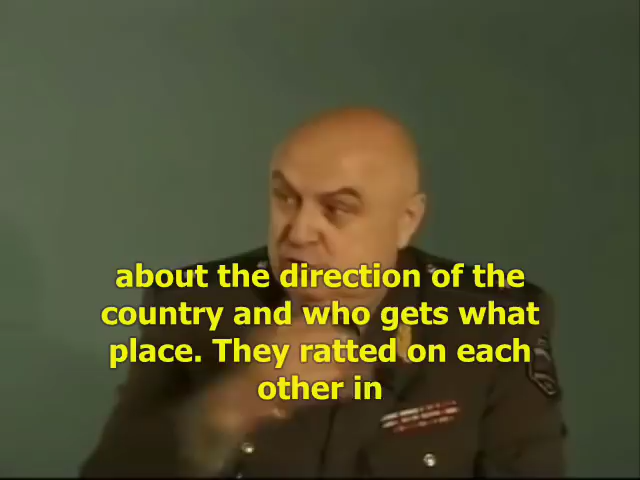 about the direction of the
country and who gets what
place. They ratted on each
other in